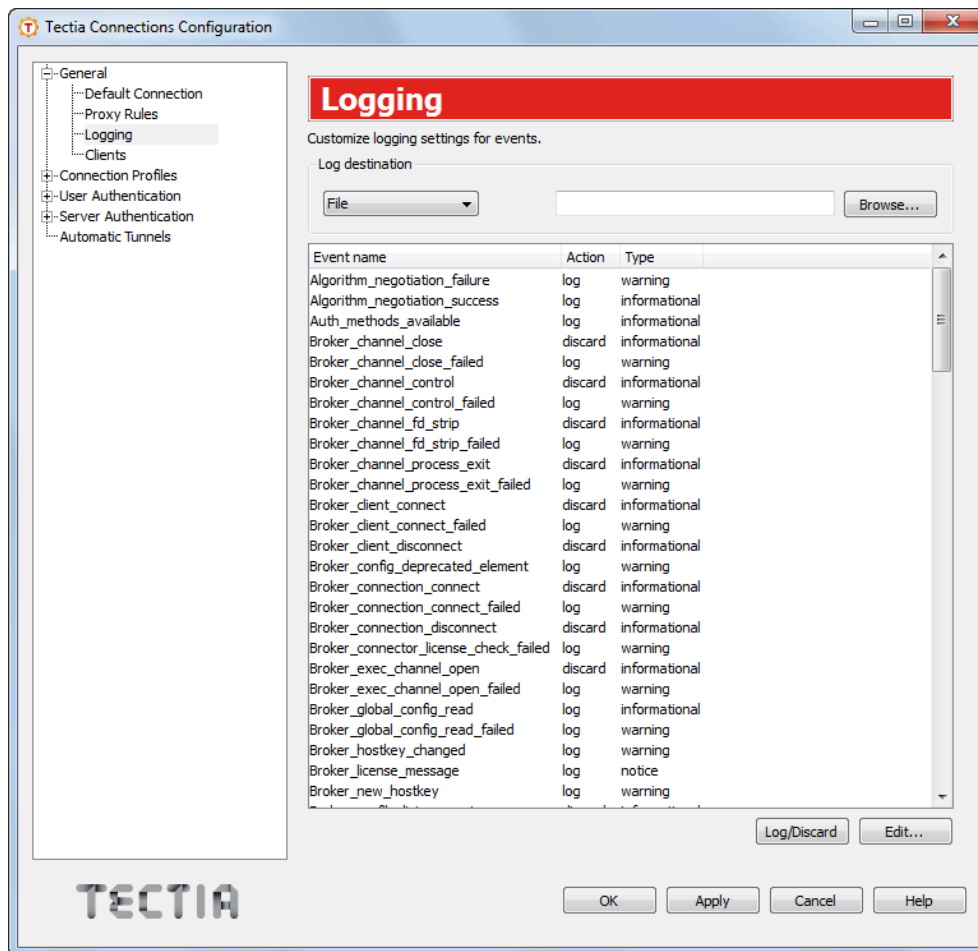 Tectia Connections Configuration
General
Default Connection
Proxy Rules
Logging
Clients
Connection Profiles
User Authentication
Server Authentication
Automatic Tunnels
Logging
Customize logging settings for events.
Log destination
File Browse...
Event name Action Type
Algorithm_negotiation_failure log warning
Algorithm_negotiation_success log informational
Auth_methods_available log informational
Broker_channel_close discard informational
Broker_channel_close_failed log warning
Broker_channel_control discard informational
Broker_channel_control_failed log warning
Broker_channel_fd_strip discard informational
Broker_channel_fd_strip_failed log warning
Broker_channel_process_exit discard informational
Broker_channel_process_exit_failed log warning
Broker_client_connect discard informational
Broker_client_connect_failed log warning
Broker_client_disconnect discard informational
Broker_config_deprecated_element log warning
Broker_connection_connect discard informational
Broker_connection_connect_failed log warning
Broker_connection_disconnect discard informational
Broker_connector_license_check_failed log warning
Broker_exec_channel_open discard informational
Broker_exec_channel_open_failed log warning
Broker_global_config_read log informational
Broker_global_config_read_failed log warning
Broker_hostkey_changed log warning
Broker_license_message log notice
Broker_new_hostkey log warning
Log/Discard Edit...
TECTIA
OK Apply Cancel Help